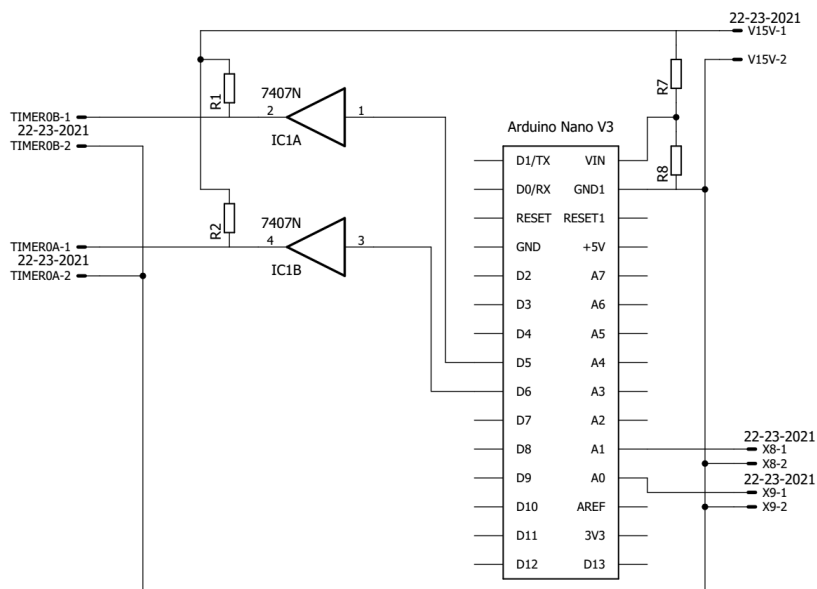 22-23-2021
V15V-1
V15V-2
R7
R8
R1
7407N
2
1
IC1A
TIMER0B-1
22-23-2021
TIMER0B-2
R2
7407N
4
3
IC1B
TIMER0A-1
22-23-2021
TIMER0A-2
Arduino Nano V3
D1/TX VIN
D0/RX GND1
RESET RESET1
GND +5V
D2 A7
D3 A6
D4 A5
D5 A4
D6 A3
D7 A2
D8 A1
D9 A0
D10 AREF
D11 3V3
D12 D13
22-23-2021
X8-1
X8-2
22-23-2021
X9-1
X9-2